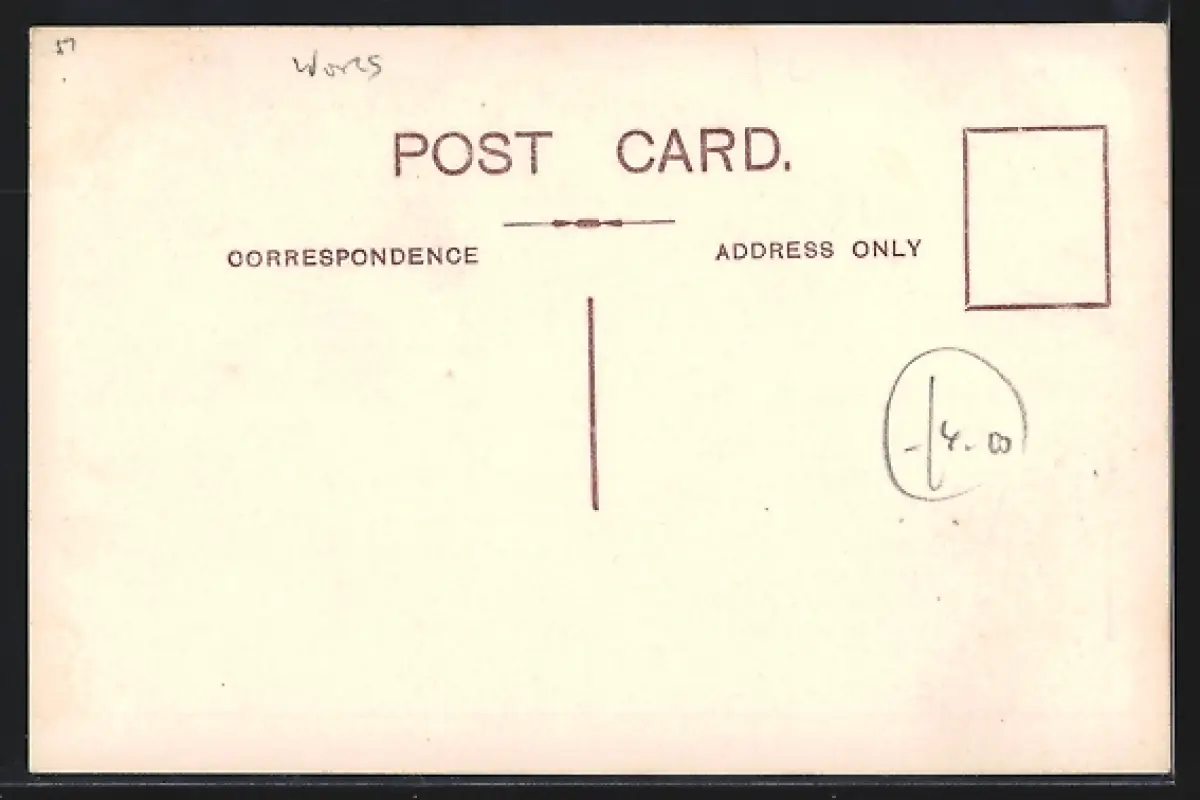 57
Worcs
POST CARD.
CORRESPONDENCE
ADDRESS ONLY
-/4.00